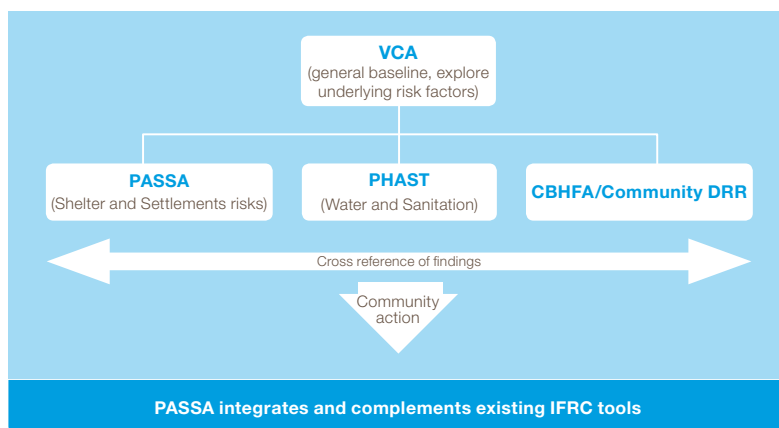 VCA
(general baseline, explore
underlying risk factors)
PASSA
(Shelter and Settlements risks)
PHAST
(Water and Sanitation)
CBHFA/Community DRR
Cross reference of findings
Community
action
PASSA integrates and complements existing IFRC tools